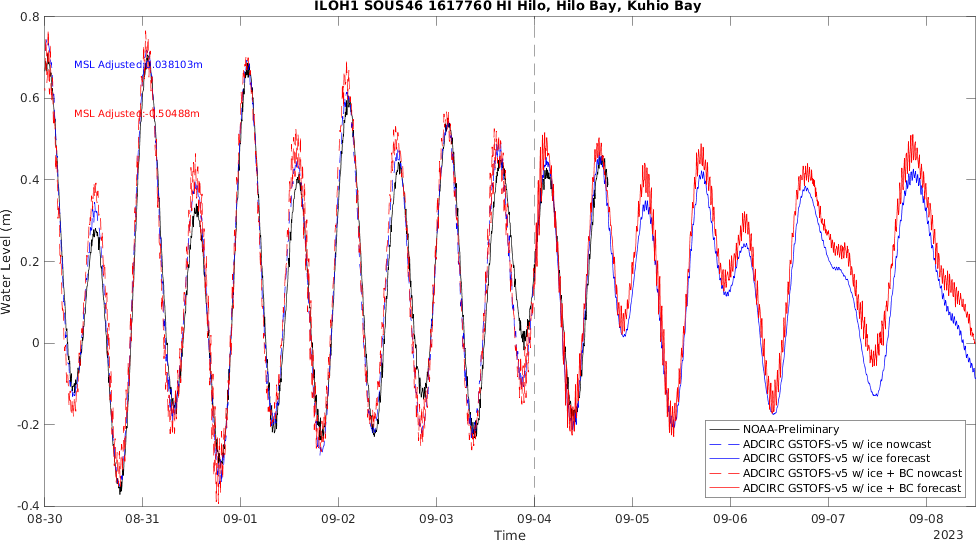 ILOH1 SOUS46 1617760 HI Hilo, Hilo Bay, Kuhio Bay
0.8
0.6
0.4
0.2
0
-0.2
-0.4
Water Level (m)
MSL Adjusted:0.038103m
MSL Adjusted:-0.50488m
NOAA-Preliminary
ADCIRC GSTOFS-v5 w/ ice nowcast
ADCIRC GSTOFS-v5 w/ ice forecast
ADCIRC GSTOFS-v5 w/ ice + BC nowcast
ADCIRC GSTOFS-v5 w/ ice + BC forecast
08-30 08-31 09-01 09-02 09-03 09-04 09-05 09-06 09-07 09-08
Time
2023